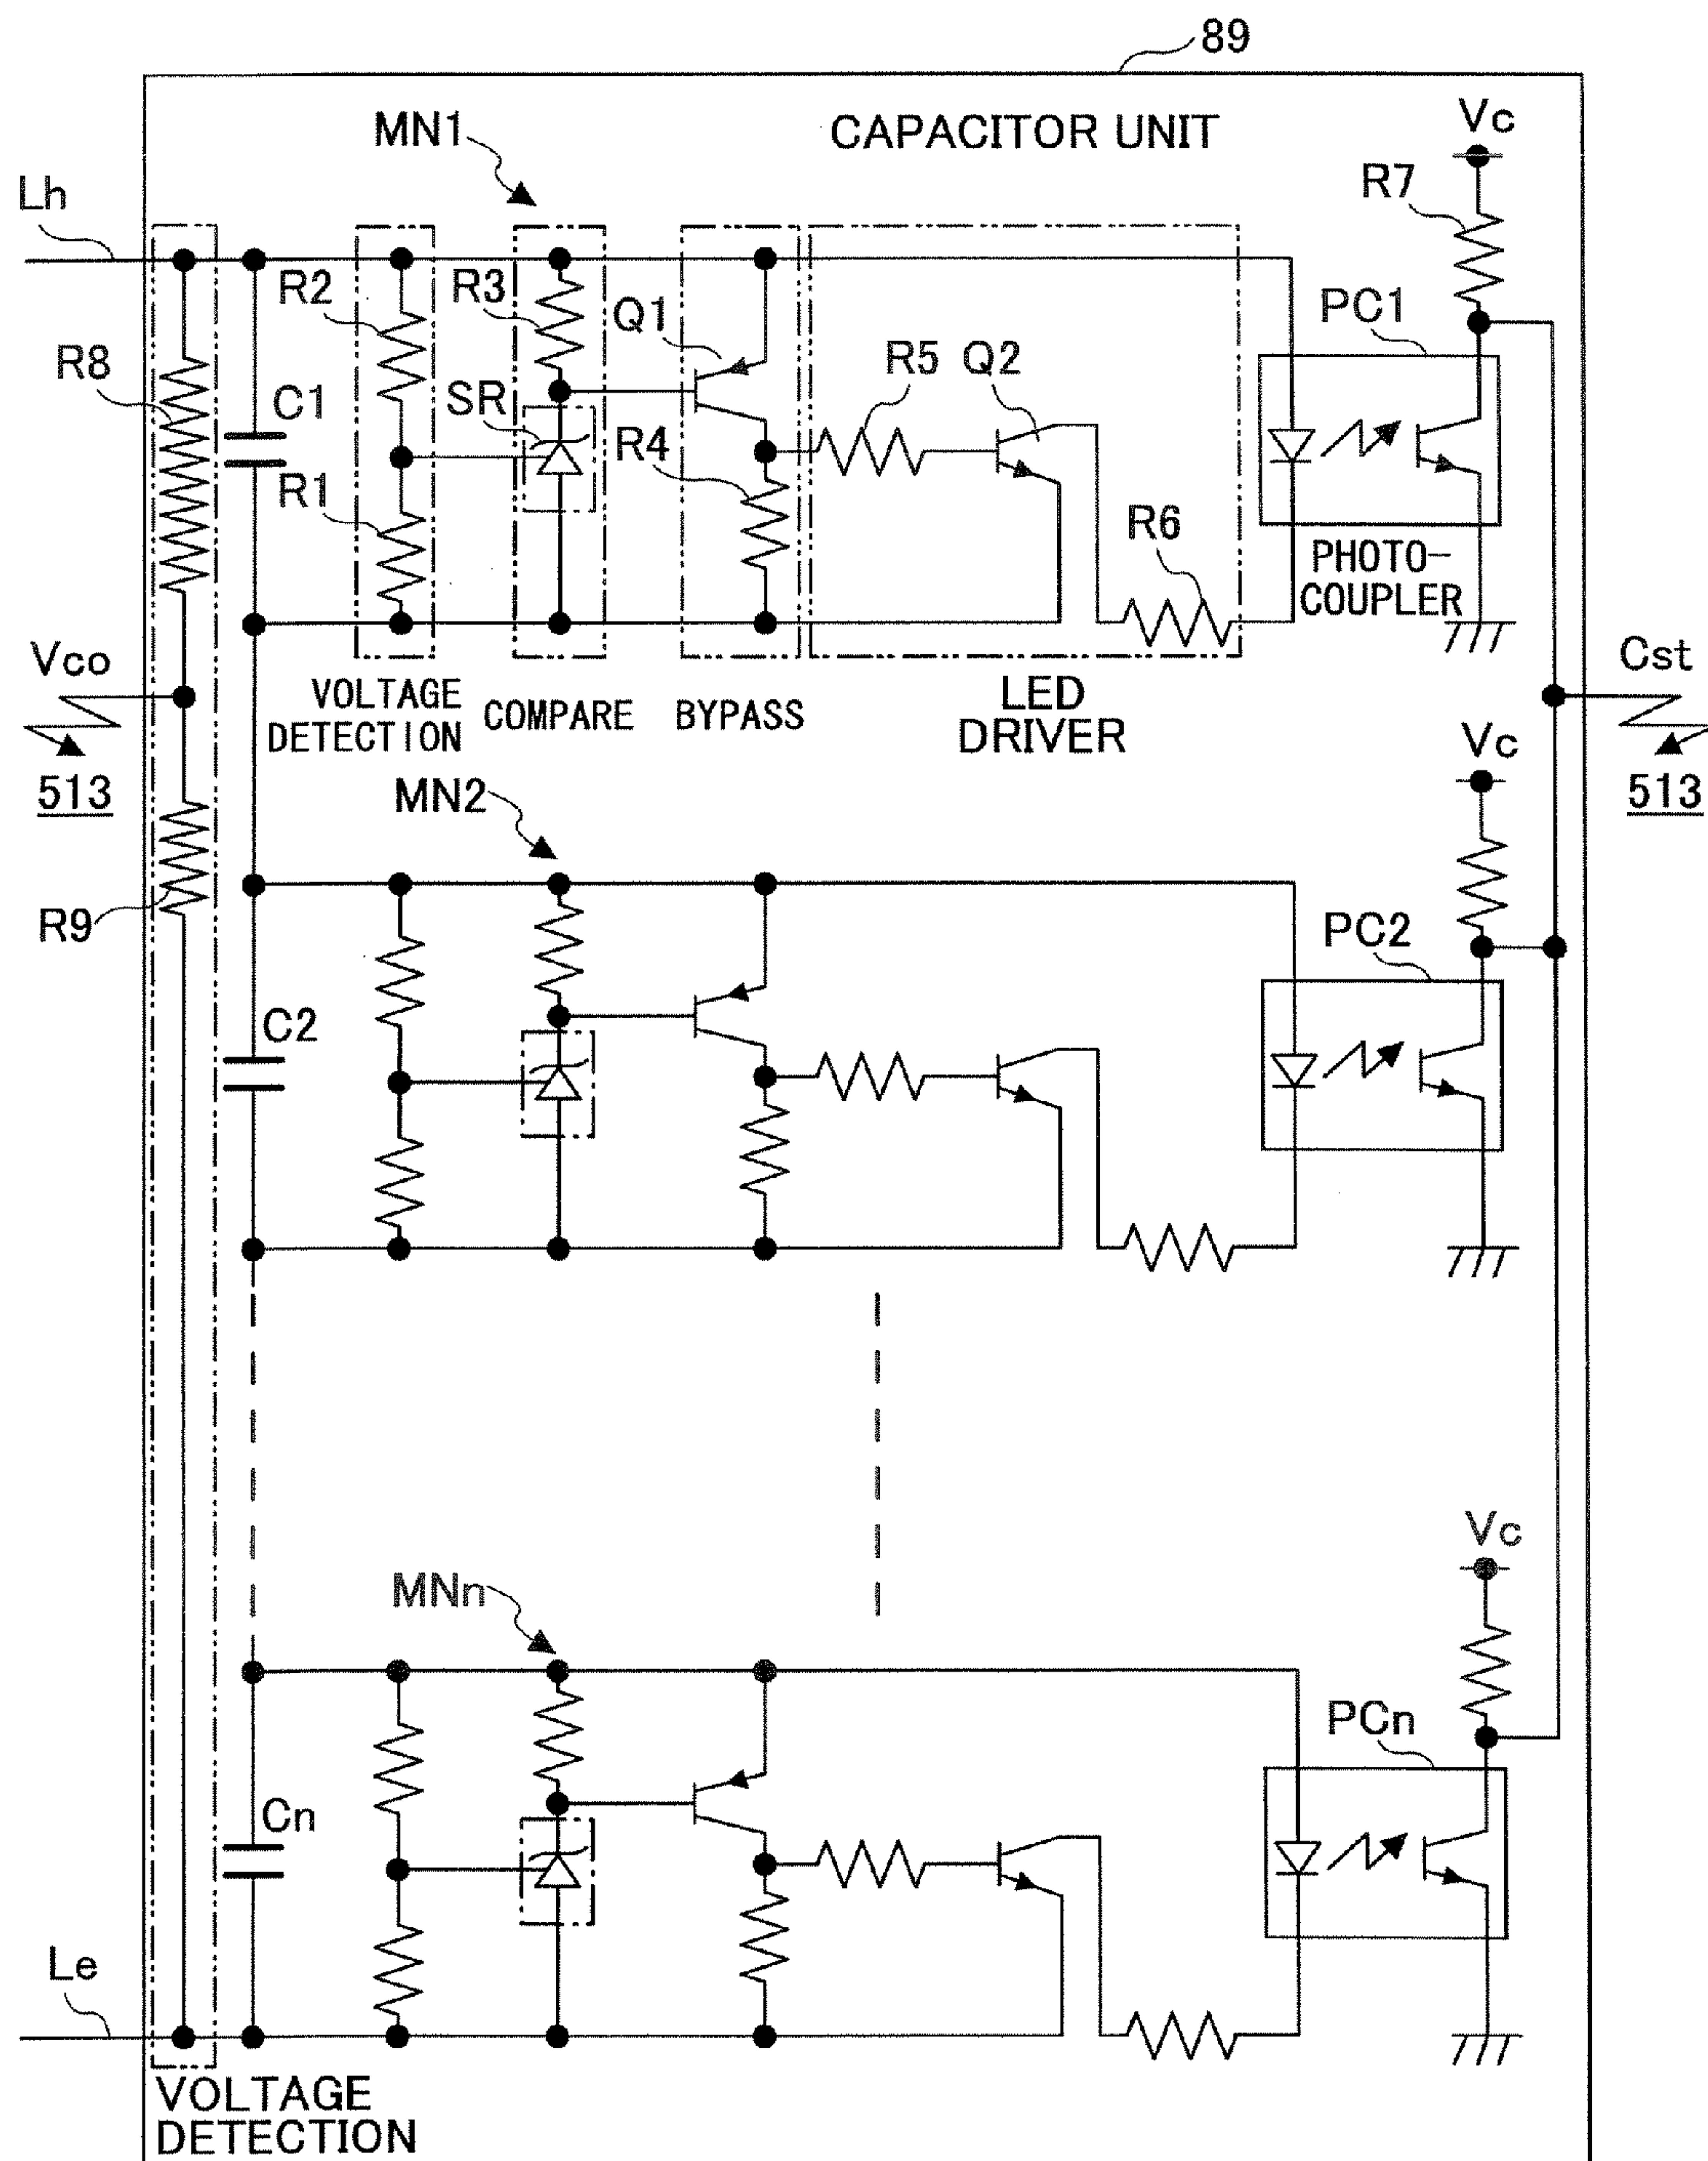 89
MN1
CAPACITOR UNIT
Vc
R7
Lh
R2
R3
Q1
PC1
R8
C1
SR
R5
Q2
R4
R1
R6
PHOTO-
COUPLER
Vco
Cst
VOLTAGE
DETECTION
COMPARE
BYPASS
LED
DRIVER
513
513
Vc
MN2
R9
PC2
C2
Vc
MNn
PCn
Cn
Le
VOLTAGE
DETECTION